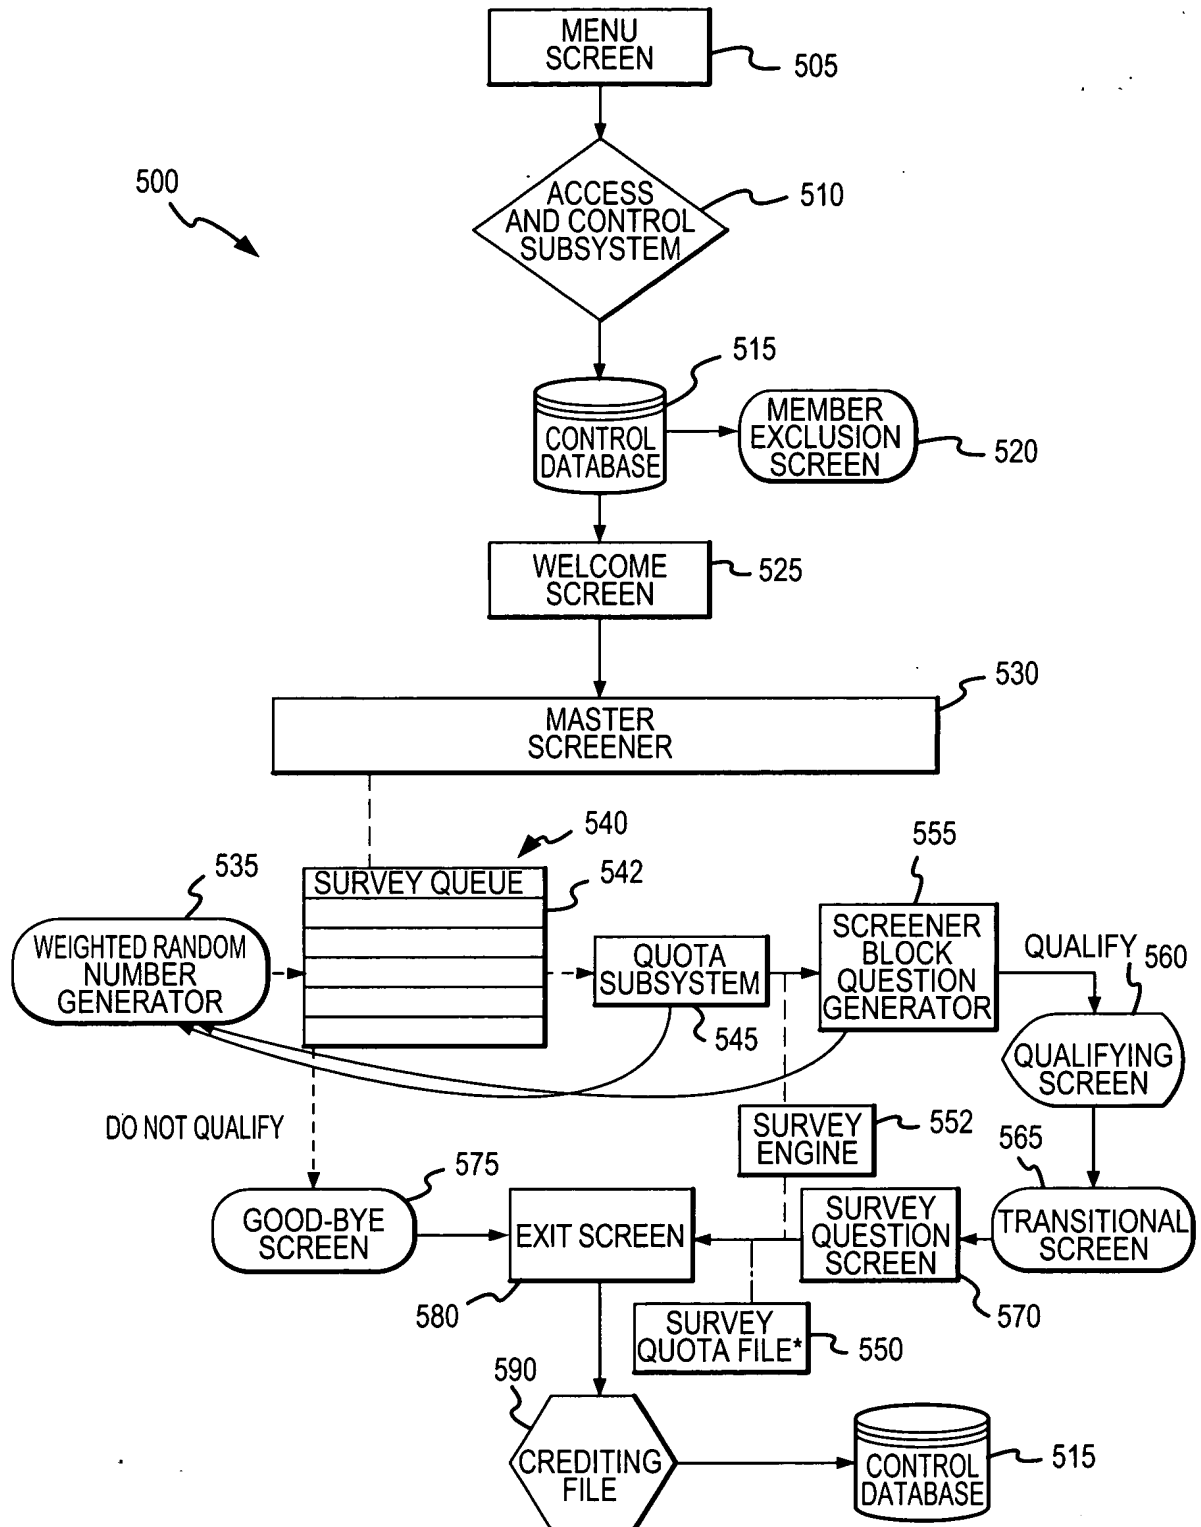 MENU
SCREEN
505
500
ACCESS
AND CONTROL
SUBSYSTEM
510
515
CONTROL
DATABASE
MEMBER
EXCLUSION
SCREEN
520
WELCOME
SCREEN
525
530
MASTER
SCREENER
540
535
SURVEY QUEUE
542
555
WEIGHTED RANDOM
NUMBER
GENERATOR
QUOTA
SUBSYSTEM
545
SCREENER
BLOCK
QUESTION
GENERATOR
QUALIFY
560
QUALIFYING
SCREEN
DO NOT QUALIFY
SURVEY
ENGINE
552
565
575
GOOD-BYE
SCREEN
EXIT SCREEN
580
SURVEY
QUESTION
SCREEN
570
TRANSITIONAL
SCREEN
SURVEY
QUOTA FILE*
550
590
CREDITING
FILE
CONTROL
DATABASE
515